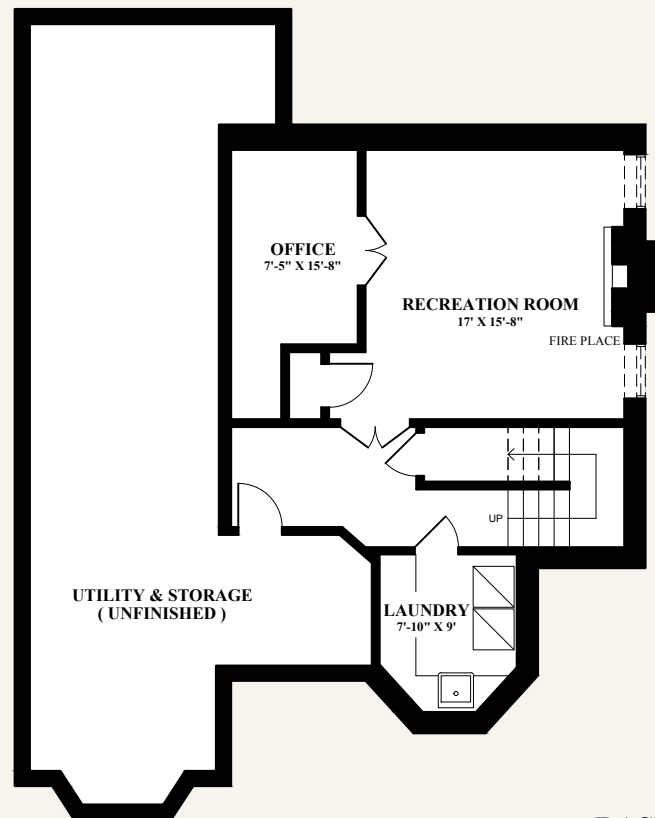 OFFICE
7'-5" X 15'-8"
RECREATION ROOM
17' X 15'-8"
FIRE PLACE
UP
UTILITY & STORAGE
( UNFINISHED )
LAUNDRY
7'-10" X 9'